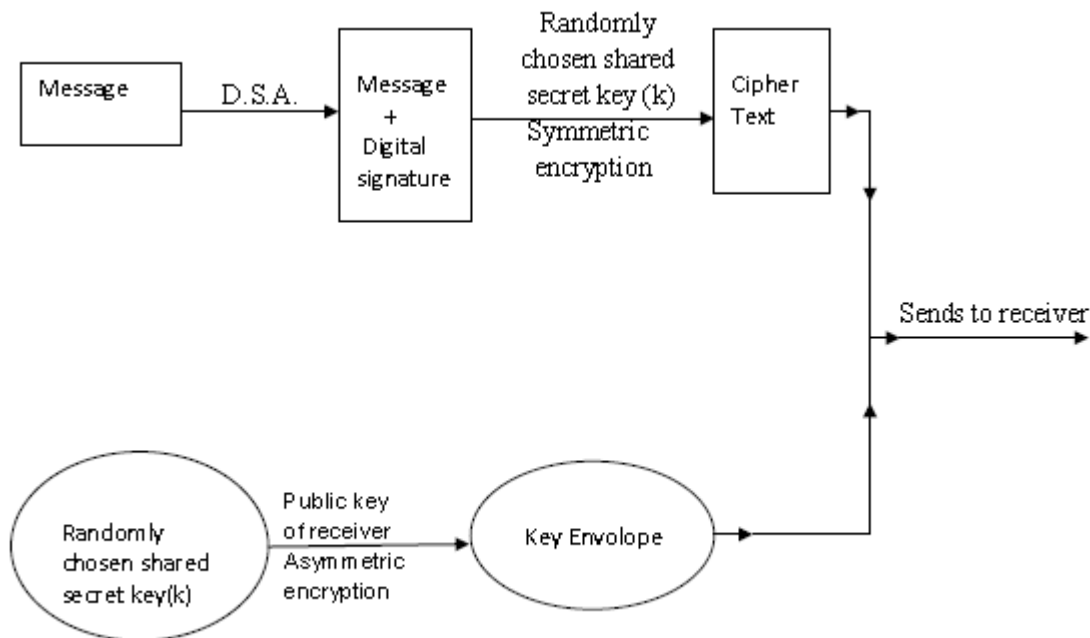 Message
D.S.A.
Message
+
Digital
signature
Randomly
chosen shared
secret key (k)
Symmetric
encryption
Cipher
Text
Sends to receiver
Randomly
chosen shared
secret key(k)
Public key
of receiver
Asymmetric
encryption
Key Envolope